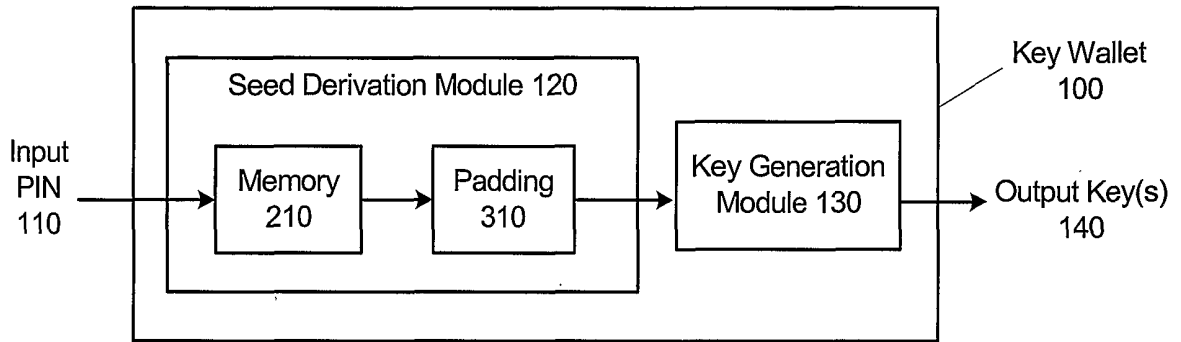 Key Wallet
100
Seed Derivation Module 120
Input
PIN
110
Memory
210
Padding
310
Key Generation
Module 130
Output Key(s)
140